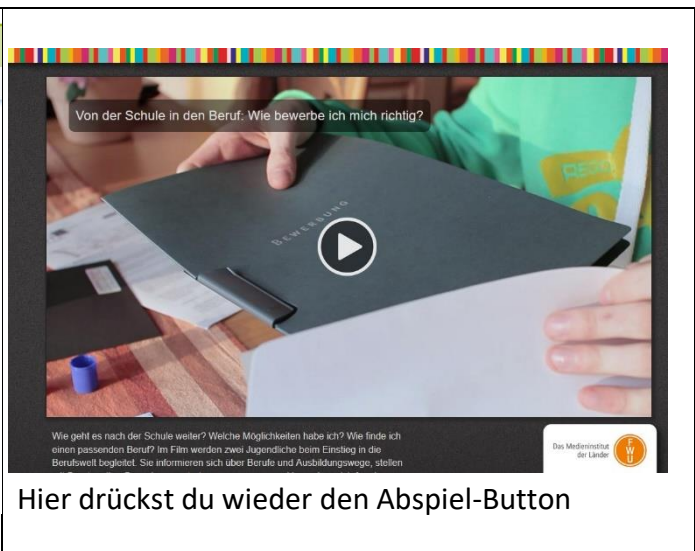 Von der Schule in den Beruf: Wie bewerbe ich mich richtig?
REGIO
BEWERBUNG
Wie geht es nach der Schule weiter? Welche Möglichkeiten habe ich? Wie finde ich
einen passenden Beruf? Im Film werden zwei Jugendliche beim Einstieg in die
Berufswelt begleitet. Sie informieren sich über Berufe und Ausbildungswege, stellen
Das Medieninstitut
der Länder
FWU
Hier drückst du wieder den Abspiel-Button